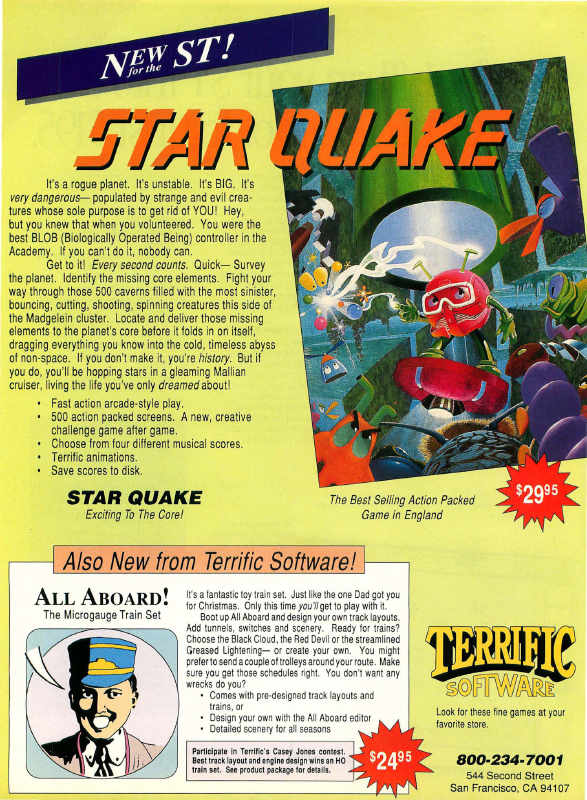 NEW for the ST!
STAR QUAKE
It's a rogue planet. It's unstable. It's BIG. It's
very dangerous— populated by strange and evil crea-
tures whose sole purpose is to get rid of YOU! Hey,
but you knew that when you volunteered. You were the
best BLOB (Biologically Operated Being) controller in the
Academy. If you can't do it, nobody can.
Get to it! Every second counts. Quick— Survey
the planet. Identify the missing core elements. Fight your
way through those 500 caverns filled with the most sinister,
bouncing, cutting, shooting, spinning creatures this side of
the Madgelein cluster. Locate and deliver those missing
elements to the planet's core before it folds in on itself,
dragging everything you know into the cold, timeless abyss
of non-space. If you don't make it, you're history. But if
you do, you'll be hopping stars in a gleaming Mallian
cruiser, living the life you've only dreamed about!
• Fast action arcade-style play.
• 500 action packed screens. A new, creative
challenge game after game.
• Choose from four different musical scores.
• Terrific animations.
• Save scores to disk.
STAR QUAKE
Exciting To The Core!
The Best Selling Action Packed
Game in England
$2995
Also New from Terrific Software!
ALL ABOARD!
The Microgauge Train Set
It's a fantastic toy train set. Just like the one Dad got you
for Christmas. Only this time you'll get to play with it.
Boot up All Aboard and design your own track layouts.
Add tunnels, switches and scenery. Ready for trains?
Choose the Black Cloud, the Red Devil or the streamlined
Greased Lightening— or create your own. You might
prefer to send a couple of trolleys around your route. Make
sure you get those schedules right. You don't want any
wrecks do you?
• Comes with pre-designed track layouts and
trains, or
• Design your own with the All Aboard editor
• Detailed scenery for all seasons
Participate in Terrific's Casey Jones contest.
Best track layout and engine design wins an HO
train set. See product package for details.
$2495
TERRIFIC
SOFTWARE
Look for these fine games at your
favorite store.
800-234-7001
544 Second Street
San Francisco, CA 94107